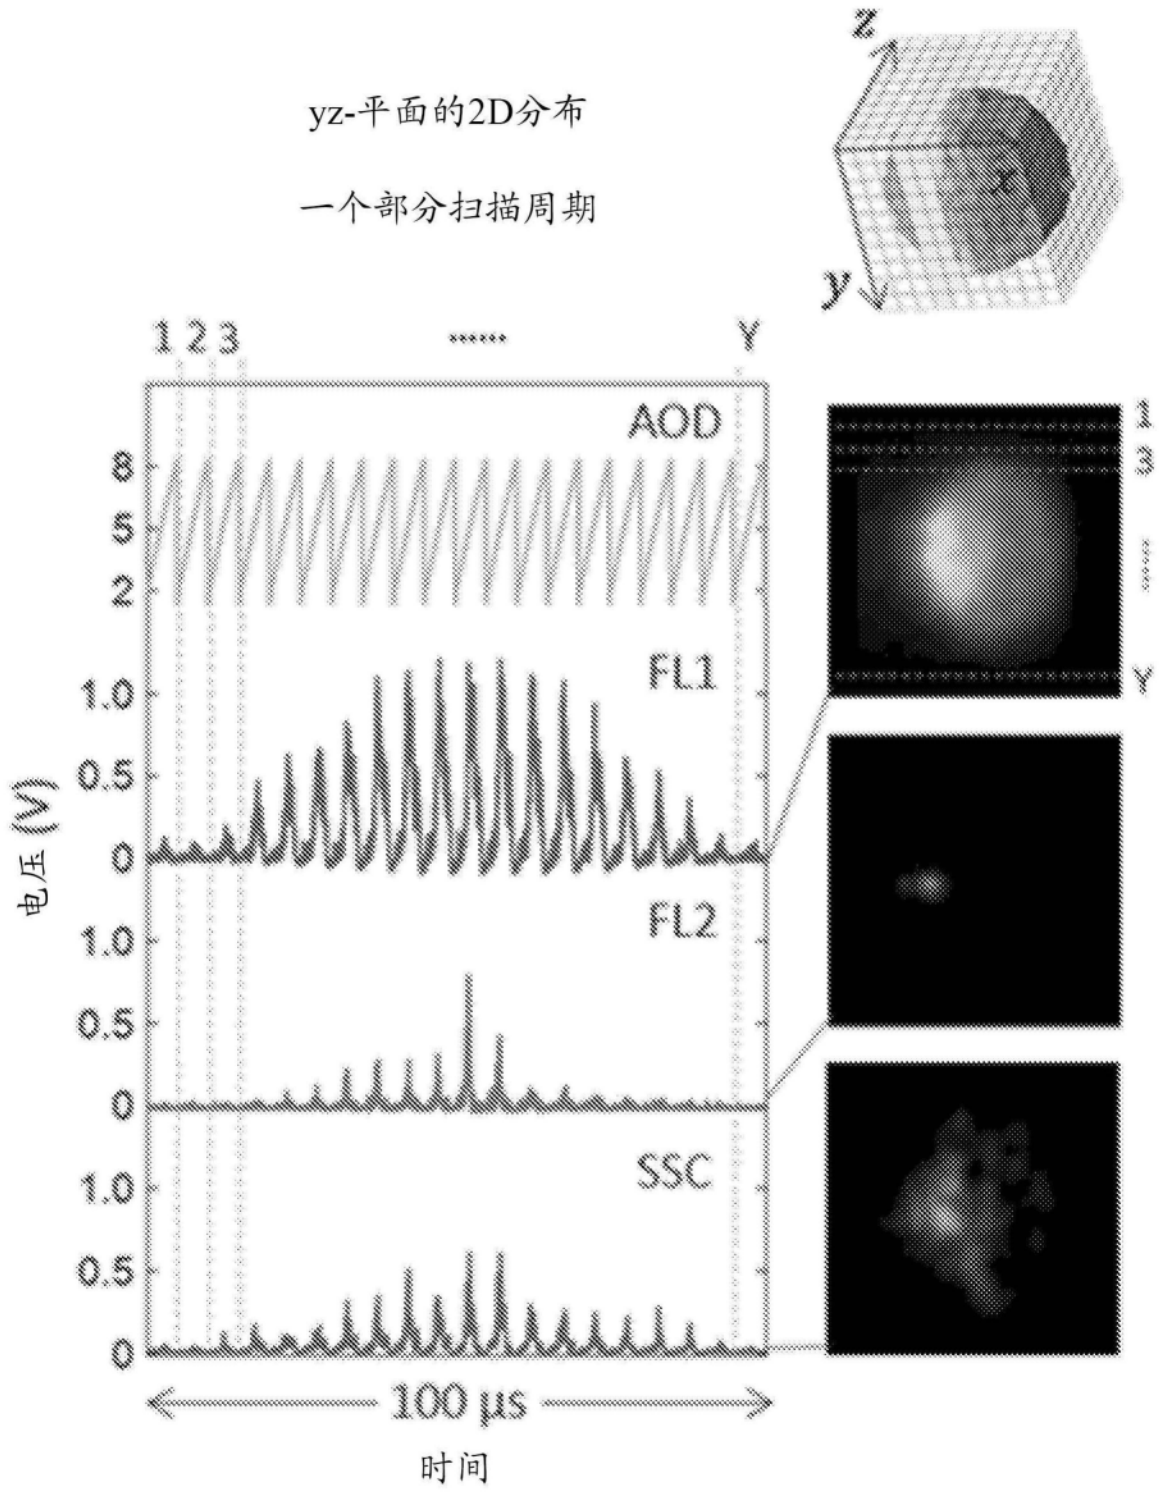 z
yz-平面的2D分布
x
一个部分扫描周期
y
1 2 3 ...... Y
AOD
8
5
2
1
3
......
Y
FL1
1.0
0.5
0
FL2
1.0
0.5
0
SSC
1.0
0.5
0
电压 (V)
100 μs
时间